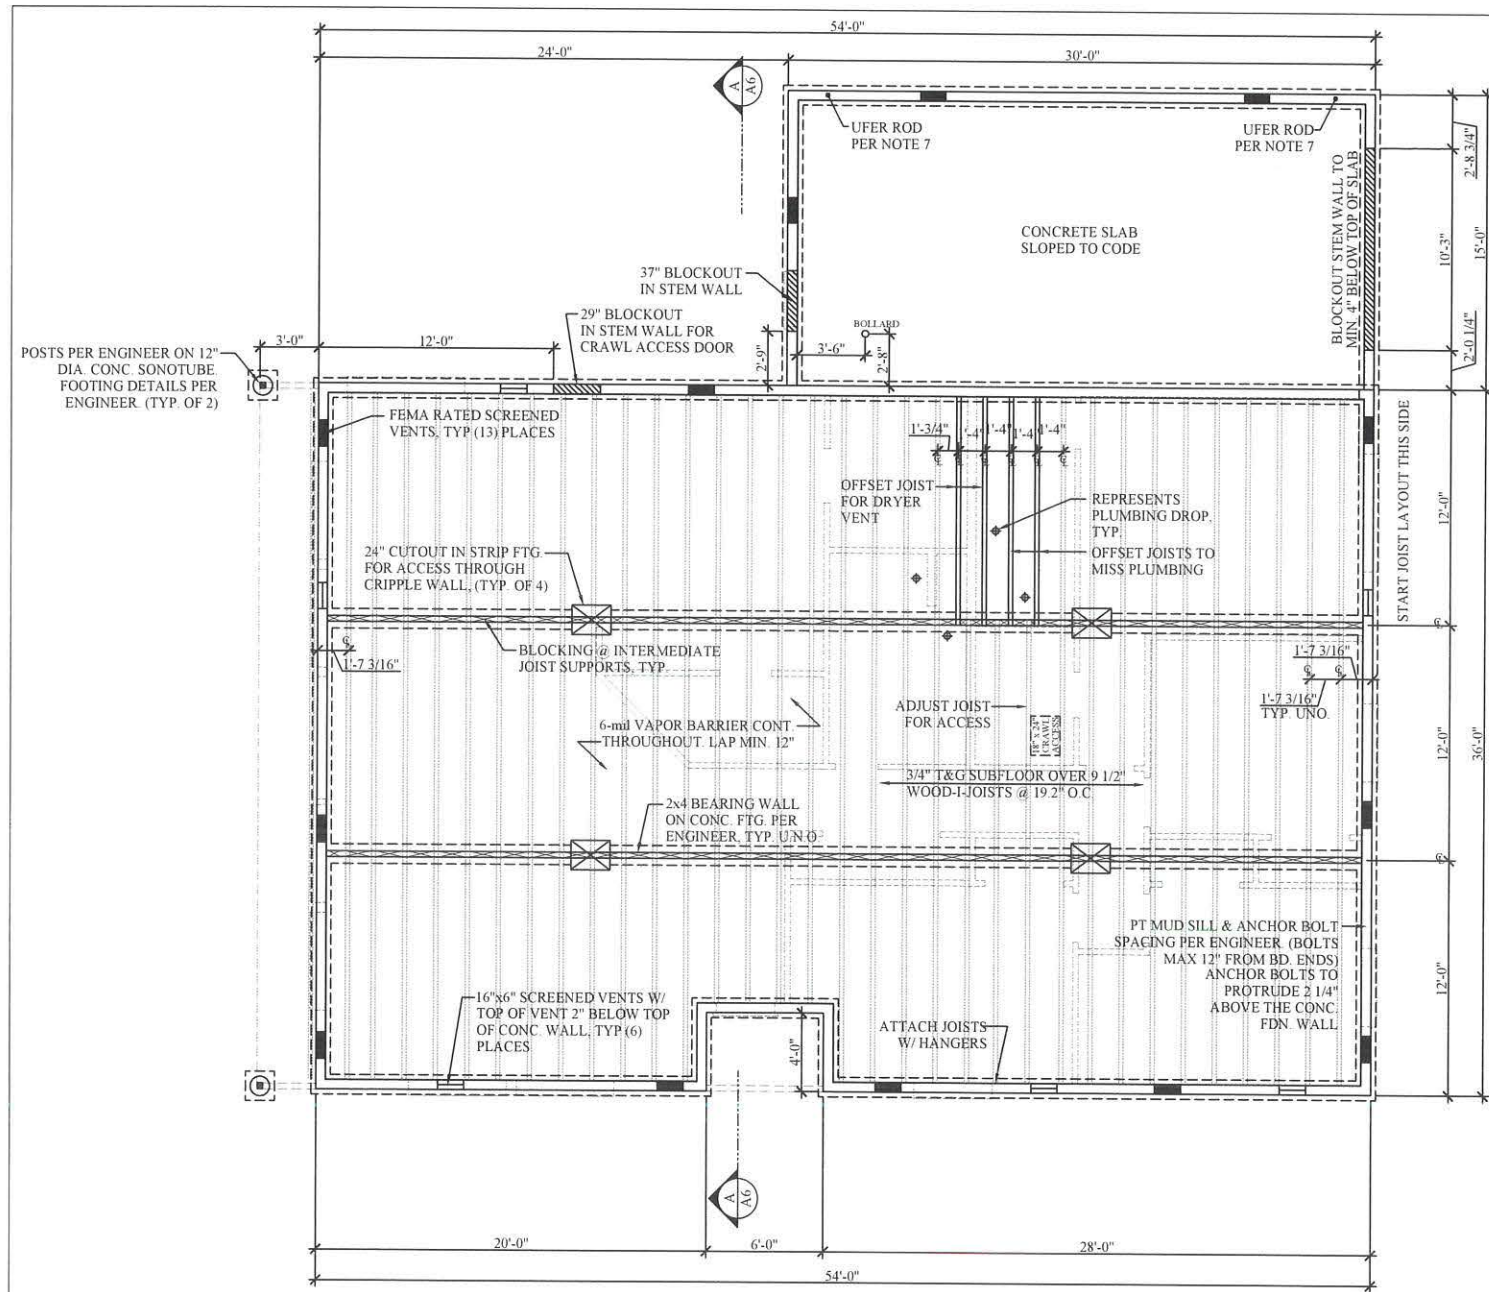 54'-0"
24'-0"
30'-0"
A
A6
UFER ROD
PER NOTE 7
UFER ROD
PER NOTE 7
2'-8 3/4"
BLOCKOUT STEM WALL TO
MIN. 4" BELOW TOP OF SLAB
CONCRETE SLAB
SLOPED TO CODE
10'-3"
15'-0"
37" BLOCKOUT
IN STEM WALL
29" BLOCKOUT
IN STEM WALL FOR
CRAWL ACCESS DOOR
BOLLARD
3'-0"
12'-0"
2'-9"
3'-6"
2'-8"
2'-0 1/4"
POSTS PER ENGINEER ON 12"
DIA. CONC. SONOTUBE.
FOOTING DETAILS PER
ENGINEER. (TYP. OF 2)
FEMA RATED SCREENED
VENTS, TYP (13) PLACES
1'-3/4"
1'-4"
1'-4"
1'-4"
1'-4"
START JOIST LAYOUT THIS SIDE
OFFSET JOIST
FOR DRYER
VENT
REPRESENTS
PLUMBING DROP.
TYP.
12'-0"
24" CUTOUT IN STRIP FTG.
FOR ACCESS THROUGH
CRIPPLE WALL, (TYP. OF 4)
OFFSET JOISTS TO
MISS PLUMBING
BLOCKING @ INTERMEDIATE
JOIST SUPPORTS, TYP.
1'-7 3/16"
1'-7 3/16"
1'-7 3/16"
TYP. UNO.
ADJUST JOIST
FOR ACCESS
6-mil VAPOR BARRIER CONT.
THROUGHOUT. LAP MIN. 12"
18" x 24"
CRAWL
ACCESS
12'-0"
36'-0"
3/4" T&G SUBFLOOR OVER 9 1/2"
WOOD-I-JOISTS @ 19.2" O.C
2x4 BEARING WALL
ON CONC. FTG. PER
ENGINEER, TYP. U.N.O.
PT MUD SILL & ANCHOR BOLT
SPACING PER ENGINEER. (BOLTS
MAX 12" FROM BD. ENDS)
ANCHOR BOLTS TO
PROTRUDE 2 1/4"
ABOVE THE CONC.
FDN. WALL
12'-0"
16"x6" SCREENED VENTS W/
TOP OF VENT 2" BELOW TOP
OF CONC. WALL, TYP (6)
PLACES
4'-0"
ATTACH JOISTS
W/ HANGERS
A
A6
20'-0"
6'-0"
28'-0"
54'-0"